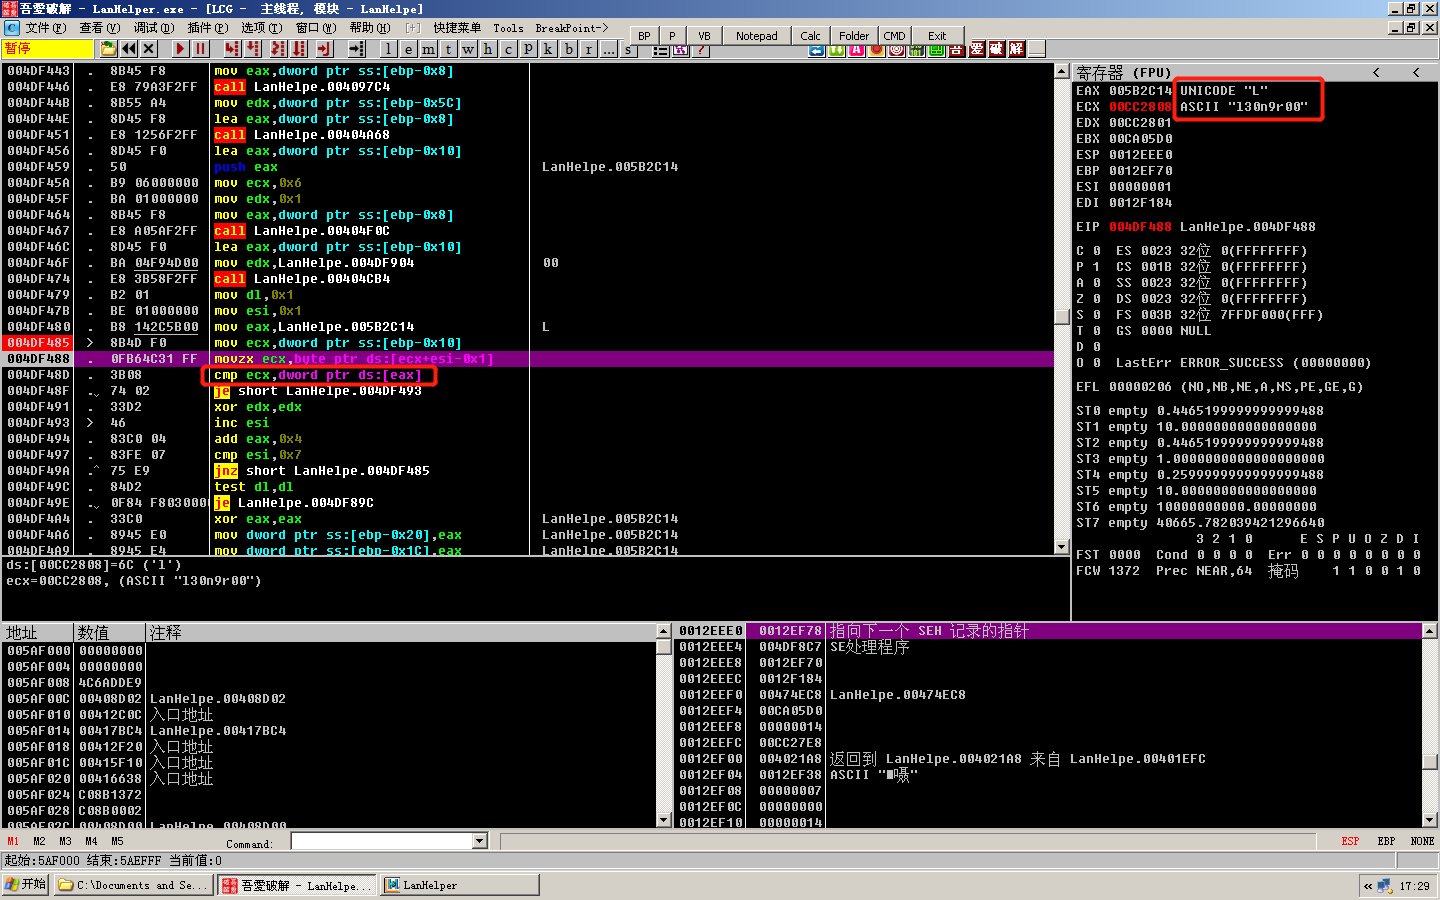 吾愛破解 - LanHelper.exe - [LCG -  主线程, 模块 - LanHelpe]
文件(F) 查看(V) 调试(D) 插件(P) 选项(T) 窗口(W) 帮助(H) [+] 快捷菜单 Tools BreakPoint->
BP P VB Notepad Calc Folder CMD Exit
暂停
l e m t w h c p k b r ... s
004DF443 . 8B45 F8 mov eax,dword ptr ss:[ebp-0x8]
004DF446 . E8 79A3F2FF call LanHelpe.004097C4
004DF44B . 8B55 A4 mov edx,dword ptr ss:[ebp-0x5C]
004DF44E . 8D45 F8 lea eax,dword ptr ss:[ebp-0x8]
004DF451 . E8 1256F2FF call LanHelpe.00404A68
004DF456 . 8D45 F0 lea eax,dword ptr ss:[ebp-0x10]
004DF459 . 50 push eax LanHelpe.005B2C14
004DF45A . B9 06000000 mov ecx,0x6
004DF45F . BA 01000000 mov edx,0x1
004DF464 . 8B45 F8 mov eax,dword ptr ss:[ebp-0x8]
004DF467 . E8 A05AF2FF call LanHelpe.00404F0C
004DF46C . 8D45 F0 lea eax,dword ptr ss:[ebp-0x10]
004DF46F . BA 04F94D00 mov edx,LanHelpe.004DF904 00
004DF474 . E8 3B58F2FF call LanHelpe.00404CB4
004DF479 . B2 01 mov dl,0x1
004DF47B . BE 01000000 mov esi,0x1
004DF480 . B8 142C5B00 mov eax,LanHelpe.005B2C14 L
004DF485 > 8B4D F0 mov ecx,dword ptr ss:[ebp-0x10]
004DF488 . 0FB64C31 FF movzx ecx,byte ptr ds:[ecx+esi-0x1]
004DF48D . 3B08 cmp ecx,dword ptr ds:[eax]
004DF48F . 74 02 je short LanHelpe.004DF493
004DF491 . 33D2 xor edx,edx
004DF493 > 46 inc esi
004DF494 . 83C0 04 add eax,0x4
004DF497 . 83FE 07 cmp esi,0x7
004DF49A .^ 75 E9 jnz short LanHelpe.004DF485
004DF49C . 84D2 test dl,dl
004DF49E . 0F84 F8030000 je LanHelpe.004DF89C
004DF4A4 . 33C0 xor eax,eax LanHelpe.005B2C14
004DF4A6 . 8945 E0 mov dword ptr ss:[ebp-0x20],eax LanHelpe.005B2C14
004DF4A9 . 8945 E4 mov dword ptr ss:[ebp-0x1C],eax LanHelpe.005B2C14
ds:[00CC2808]=6C ('l')
ecx=00CC2808, (ASCII "l30n9r00")
寄存器 (FPU) < <
EAX 005B2C14 UNICODE "L"
ECX 00CC2808 ASCII "l30n9r00"
EDX 00CC2801
EBX 00CA05D0
ESP 0012EEE0
EBP 0012EF70
ESI 00000001
EDI 0012F184
EIP 004DF488 LanHelpe.004DF488
C 0 ES 0023 32位 0(FFFFFFFF)
P 1 CS 001B 32位 0(FFFFFFFF)
A 0 SS 0023 32位 0(FFFFFFFF)
Z 0 DS 0023 32位 0(FFFFFFFF)
S 0 FS 003B 32位 7FFDF000(FFF)
T 0 GS 0000 NULL
D 0
O 0 LastErr ERROR_SUCCESS (00000000)
EFL 00000206 (NO,NB,NE,A,NS,PE,GE,G)
ST0 empty 0.4465199999999999488
ST1 empty 10.000000000000000000
ST2 empty 0.4465199999999999488
ST3 empty 1.0000000000000000000
ST4 empty 0.2599999999999999488
ST5 empty 10.000000000000000000
ST6 empty 10000000000.00000000
ST7 empty 40665.782039421296640
3 2 1 0 E S P U O Z D I
FST 0000 Cond 0 0 0 0 Err 0 0 0 0 0 0 0 0
FCW 1372 Prec NEAR,64 掩码 1 1 0 0 1 0
地址 数值 注释
005AF000 00000000
005AF004 00000000
005AF008 4C6ADDE9
005AF00C 00408D02 LanHelpe.00408D02
005AF010 00412C0C 入口地址
005AF014 00417BC4 LanHelpe.00417BC4
005AF018 00412F20 入口地址
005AF01C 00415F10 入口地址
005AF020 00416638 入口地址
005AF024 C08B1372
005AF028 C08B0002
005AF02C 00408D00 LanHelpe.00408D00
0012EEE0 0012EF78 指向下一个 SEH 记录的指针
0012EEE4 004DF8C7 SE处理程序
0012EEE8 0012EF70
0012EEEC 0012F184
0012EEF0 00474EC8 LanHelpe.00474EC8
0012EEF4 00CA05D0
0012EEF8 00000014
0012EEFC 00CC27E8
0012EF00 004021A8 返回到 LanHelpe.004021A8 来自 LanHelpe.00401EFC
0012EF04 0012EF38 ASCII "■嗫"
0012EF08 00000007
0012EF0C 00000000
0012EF10 00000014
M1 M2 M3 M4 M5 Command: ESP EBP NONE
起始:5AF000 结束:5AEFFF 当前值:0
开始 C:\Documents and Se... 吾愛破解 - LanHelpe... LanHelper « 17:29